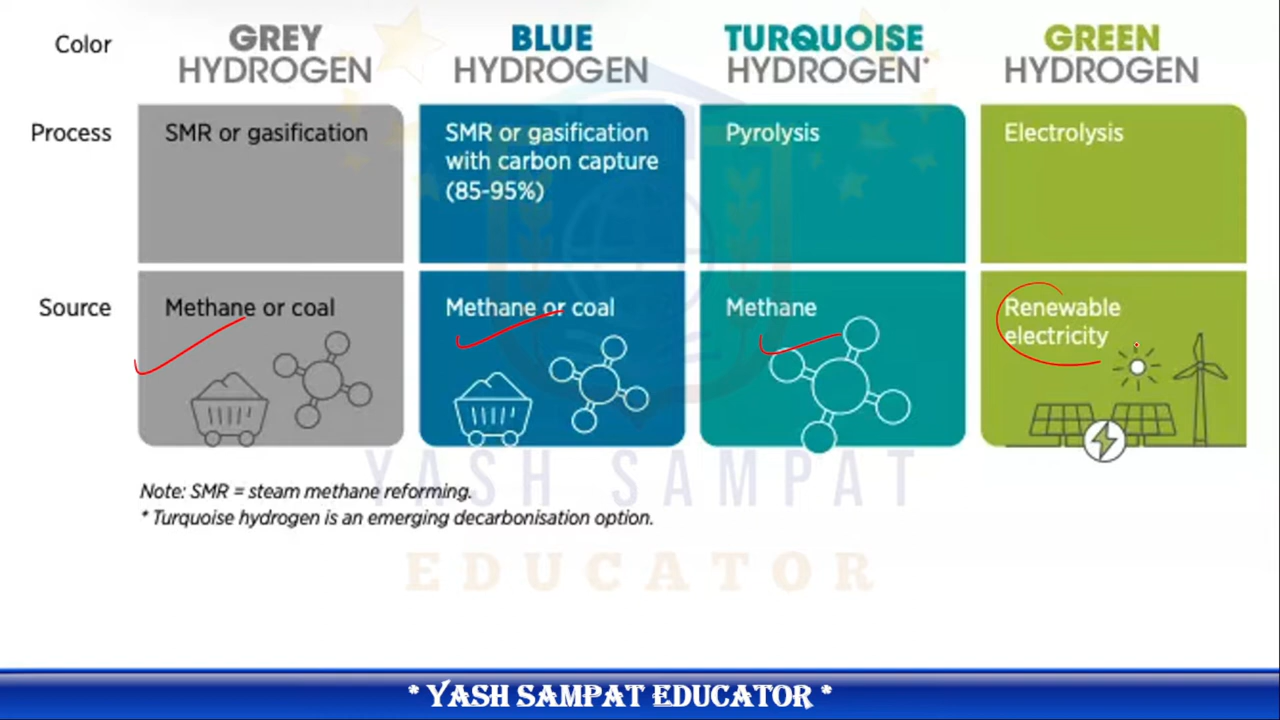 Color
GREY
HYDROGEN
BLUE
HYDROGEN
TURQUOISE
HYDROGEN*
GREEN
HYDROGEN
Process
SMR or gasification
SMR or gasification
with carbon capture
(85-95%)
Pyrolysis
Electrolysis
Source
Methane or coal
Methane or coal
Methane
Renewable
electricity
YASH SAMPAT
Note: SMR = steam methane reforming.
* Turquoise hydrogen is an emerging decarbonisation option.
EDUCATOR
* YASH SAMPAT EDUCATOR *